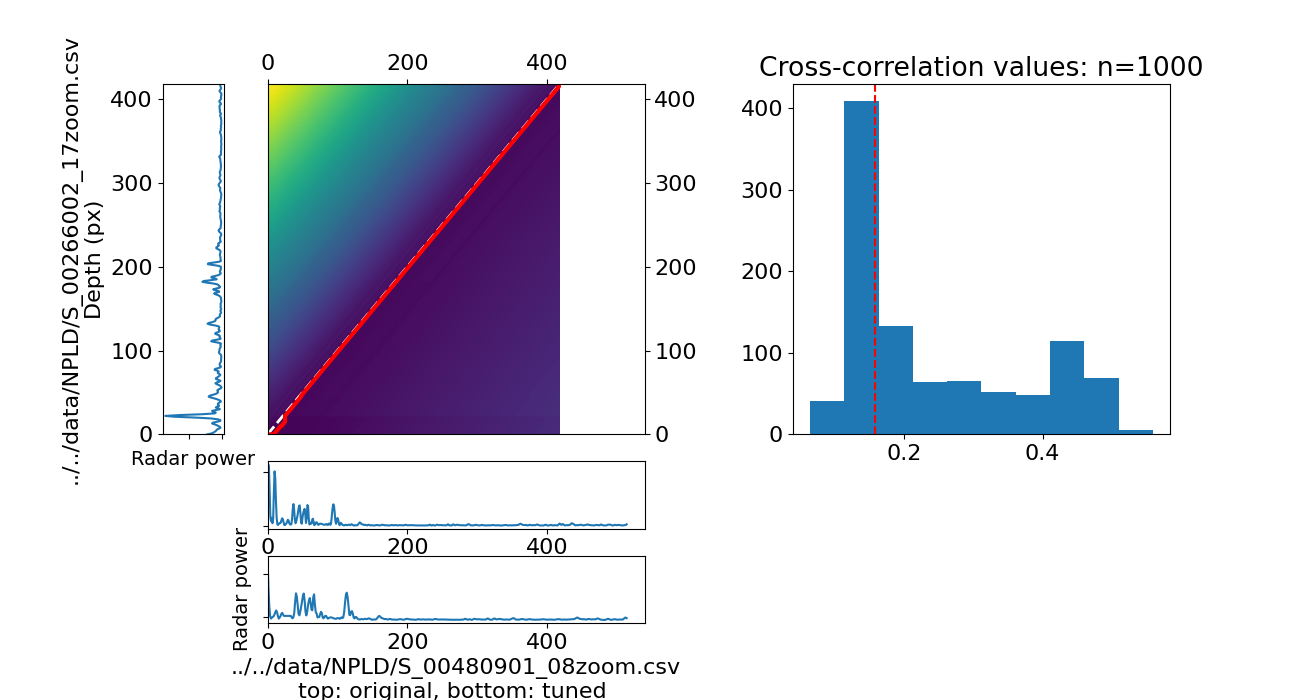 0 200 400
Cross-correlation values: n=1000
../../data/NPLD/S_00266002_17zoom.csv
Depth (px)
400
300
200
100
0
400
300
200
100
0
400
300
200
100
0
0.2 0.4
Radar power
0 200 400
Radar power
0 200 400
../../data/NPLD/S_00480901_08zoom.csv
top: original, bottom: tuned